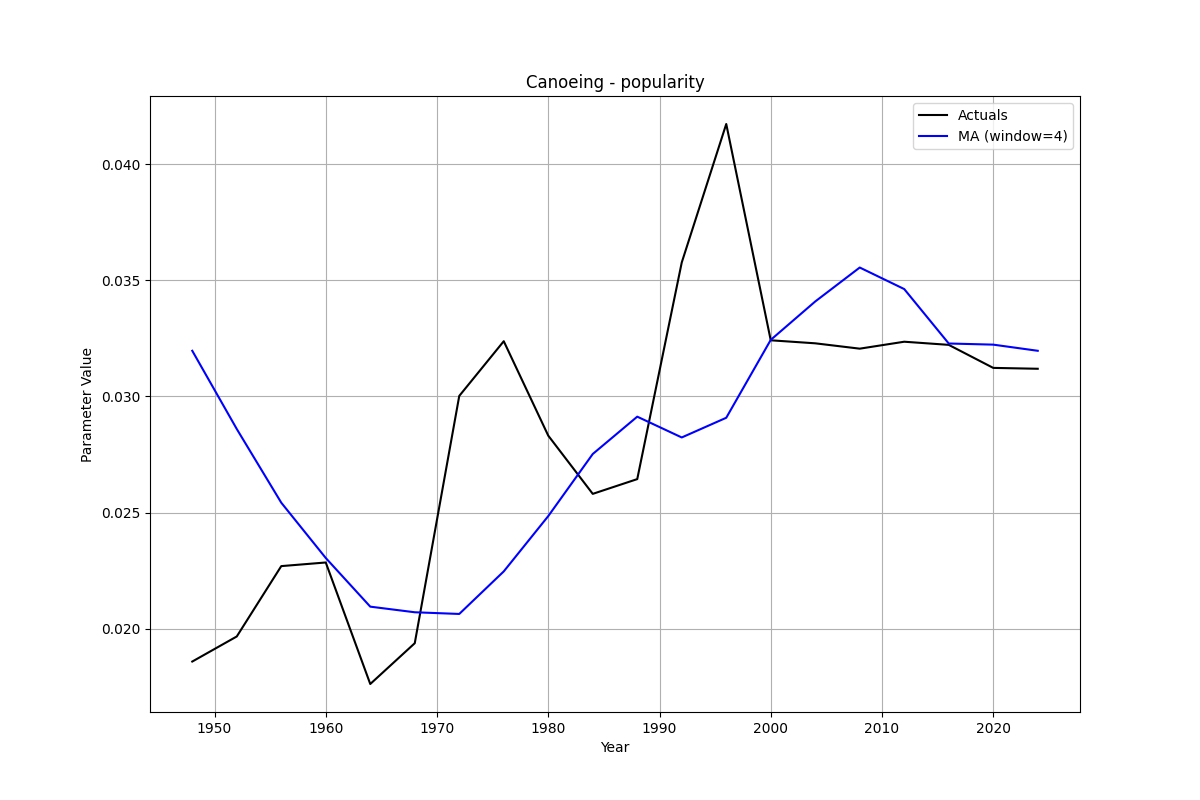 Canoeing - popularity
Actuals
MA (window=4)
Parameter Value
0.040
0.035
0.030
0.025
0.020
1950 1960 1970 1980 1990 2000 2010 2020
Year